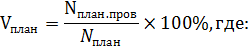 Vплан = Nплан.пров / Nплан × 100%, где: